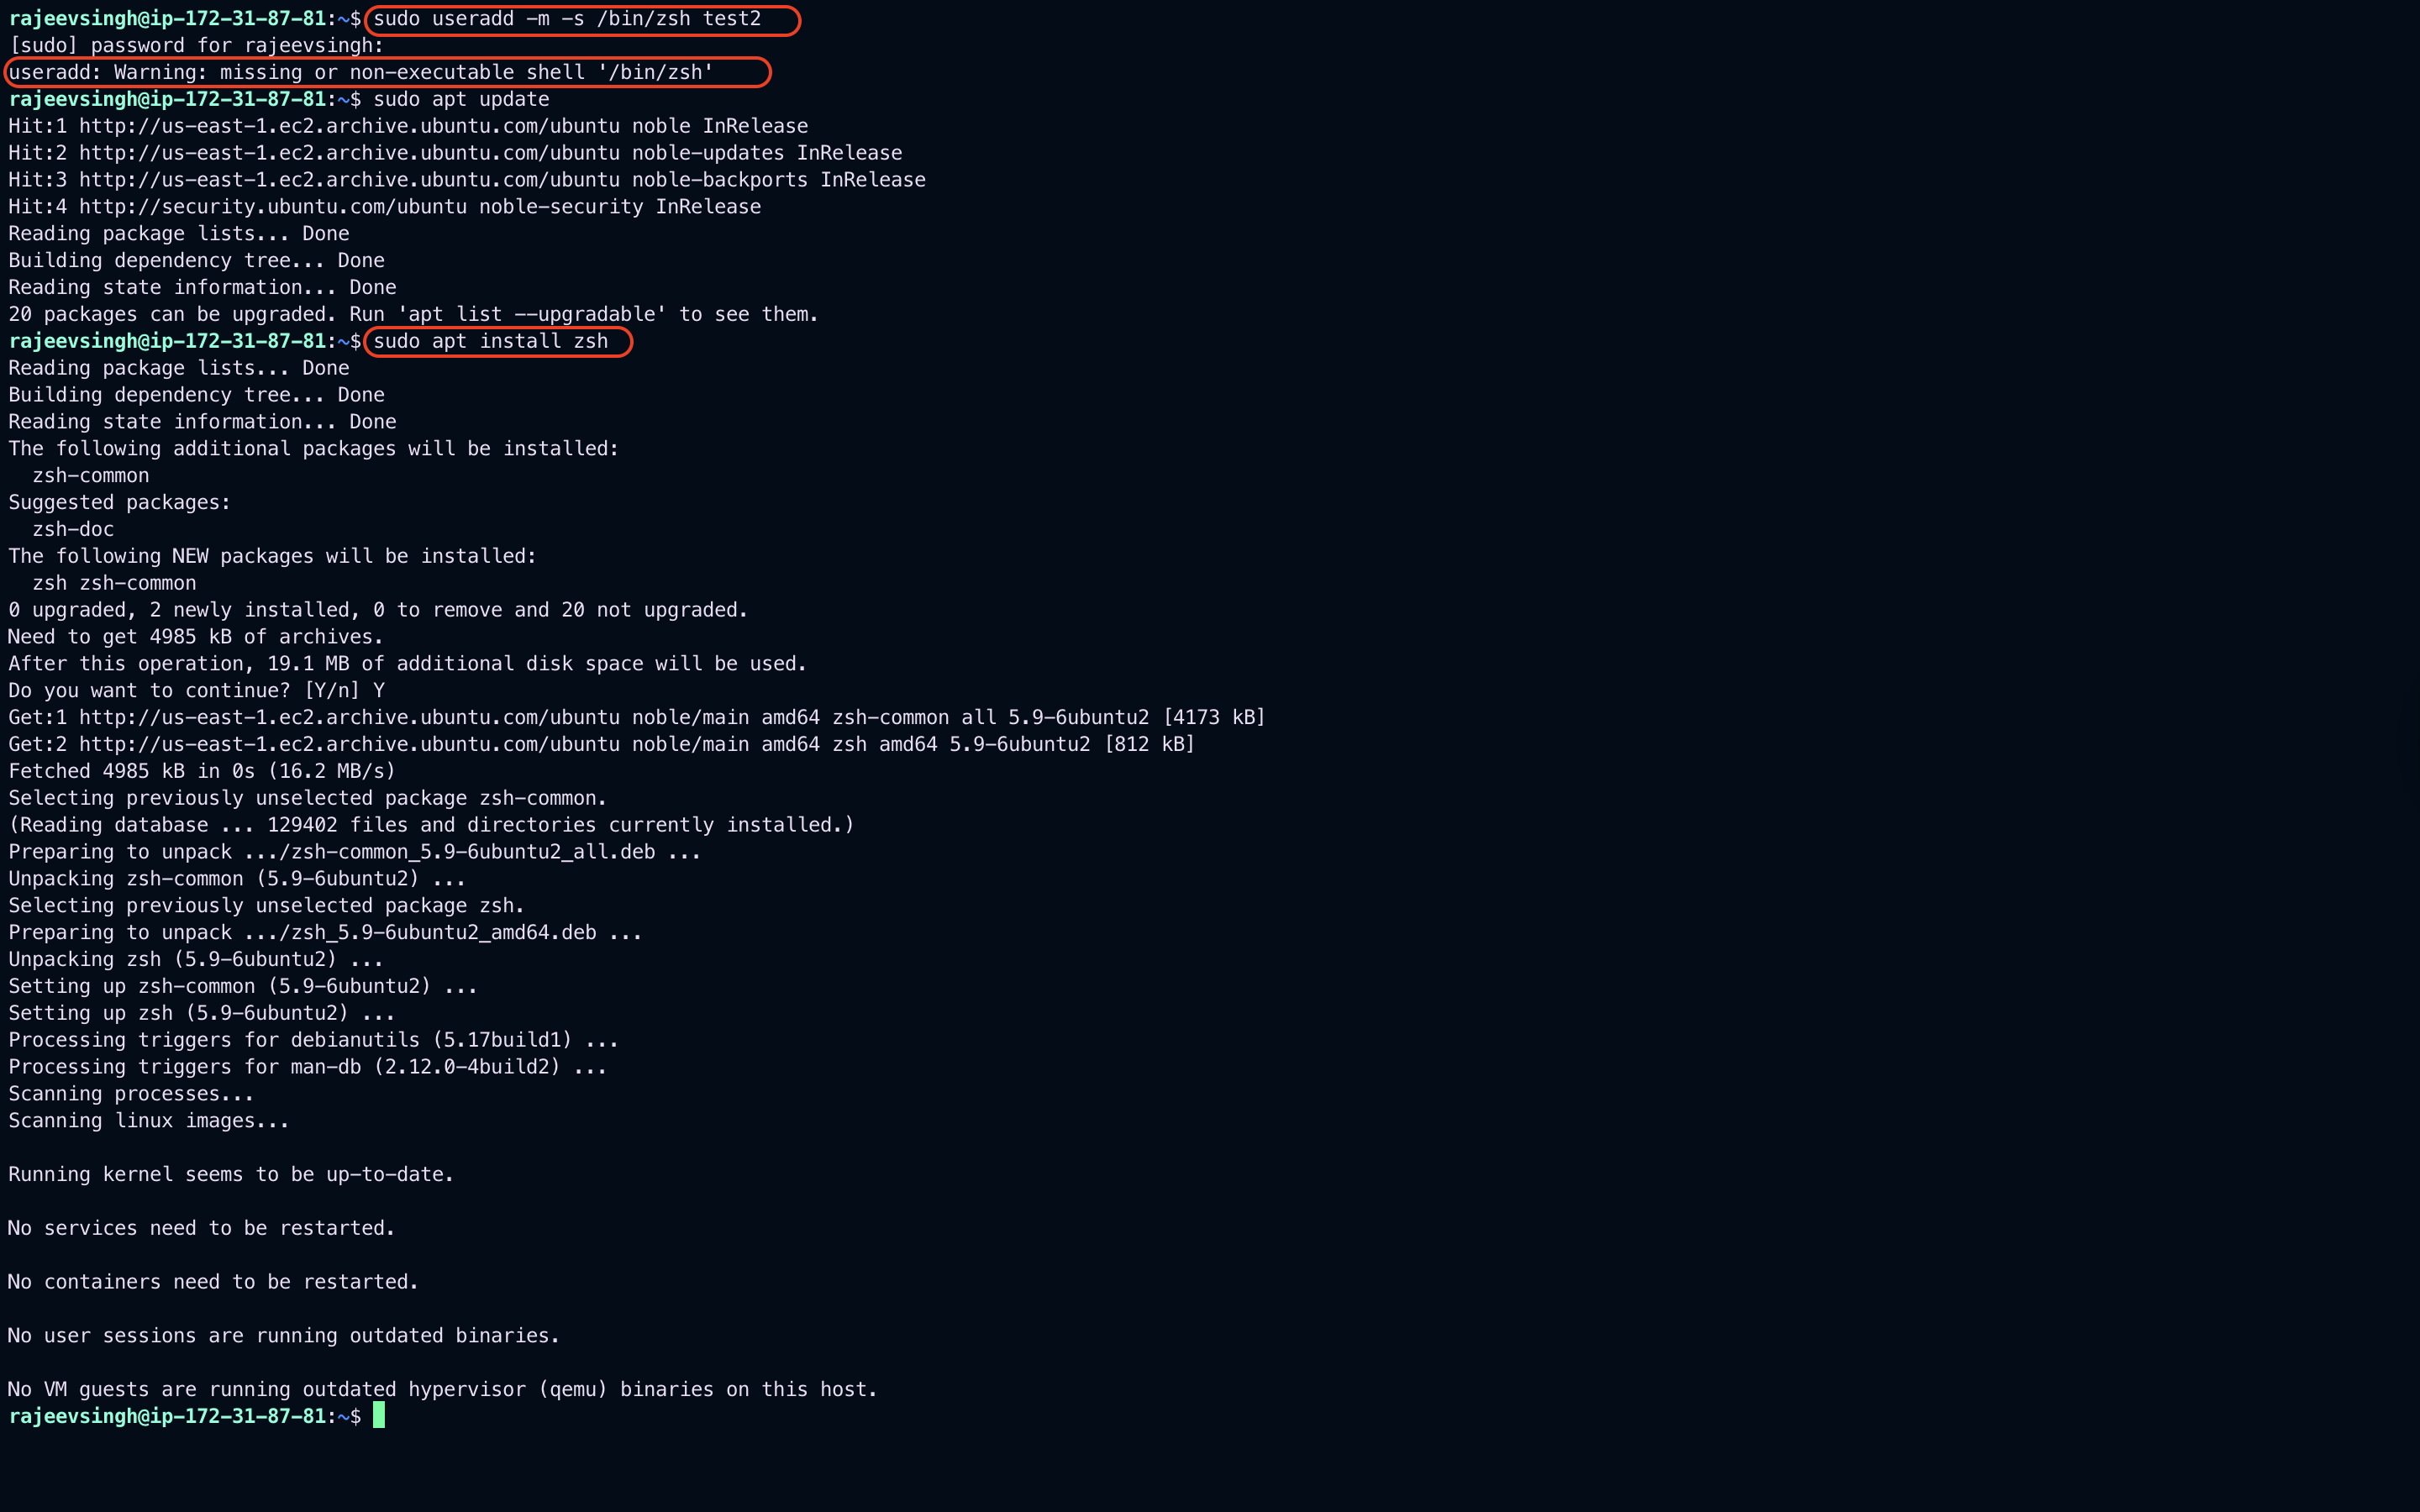 rajeevsingh@ip-172-31-87-81:~$ sudo useradd -m -s /bin/zsh test2
[sudo] password for rajeevsingh:
useradd: Warning: missing or non-executable shell '/bin/zsh'
rajeevsingh@ip-172-31-87-81:~$ sudo apt update
Hit:1 http://us-east-1.ec2.archive.ubuntu.com/ubuntu noble InRelease
Hit:2 http://us-east-1.ec2.archive.ubuntu.com/ubuntu noble-updates InRelease
Hit:3 http://us-east-1.ec2.archive.ubuntu.com/ubuntu noble-backports InRelease
Hit:4 http://security.ubuntu.com/ubuntu noble-security InRelease
Reading package lists... Done
Building dependency tree... Done
Reading state information... Done
20 packages can be upgraded. Run 'apt list --upgradable' to see them.
rajeevsingh@ip-172-31-87-81:~$ sudo apt install zsh
Reading package lists... Done
Building dependency tree... Done
Reading state information... Done
The following additional packages will be installed:
  zsh-common
Suggested packages:
  zsh-doc
The following NEW packages will be installed:
  zsh zsh-common
0 upgraded, 2 newly installed, 0 to remove and 20 not upgraded.
Need to get 4985 kB of archives.
After this operation, 19.1 MB of additional disk space will be used.
Do you want to continue? [Y/n] Y
Get:1 http://us-east-1.ec2.archive.ubuntu.com/ubuntu noble/main amd64 zsh-common all 5.9-6ubuntu2 [4173 kB]
Get:2 http://us-east-1.ec2.archive.ubuntu.com/ubuntu noble/main amd64 zsh amd64 5.9-6ubuntu2 [812 kB]
Fetched 4985 kB in 0s (16.2 MB/s)
Selecting previously unselected package zsh-common.
(Reading database ... 129402 files and directories currently installed.)
Preparing to unpack .../zsh-common_5.9-6ubuntu2_all.deb ...
Unpacking zsh-common (5.9-6ubuntu2) ...
Selecting previously unselected package zsh.
Preparing to unpack .../zsh_5.9-6ubuntu2_amd64.deb ...
Unpacking zsh (5.9-6ubuntu2) ...
Setting up zsh-common (5.9-6ubuntu2) ...
Setting up zsh (5.9-6ubuntu2) ...
Processing triggers for debianutils (5.17build1) ...
Processing triggers for man-db (2.12.0-4build2) ...
Scanning processes...
Scanning linux images...

Running kernel seems to be up-to-date.

No services need to be restarted.

No containers need to be restarted.

No user sessions are running outdated binaries.

No VM guests are running outdated hypervisor (qemu) binaries on this host.
rajeevsingh@ip-172-31-87-81:~$